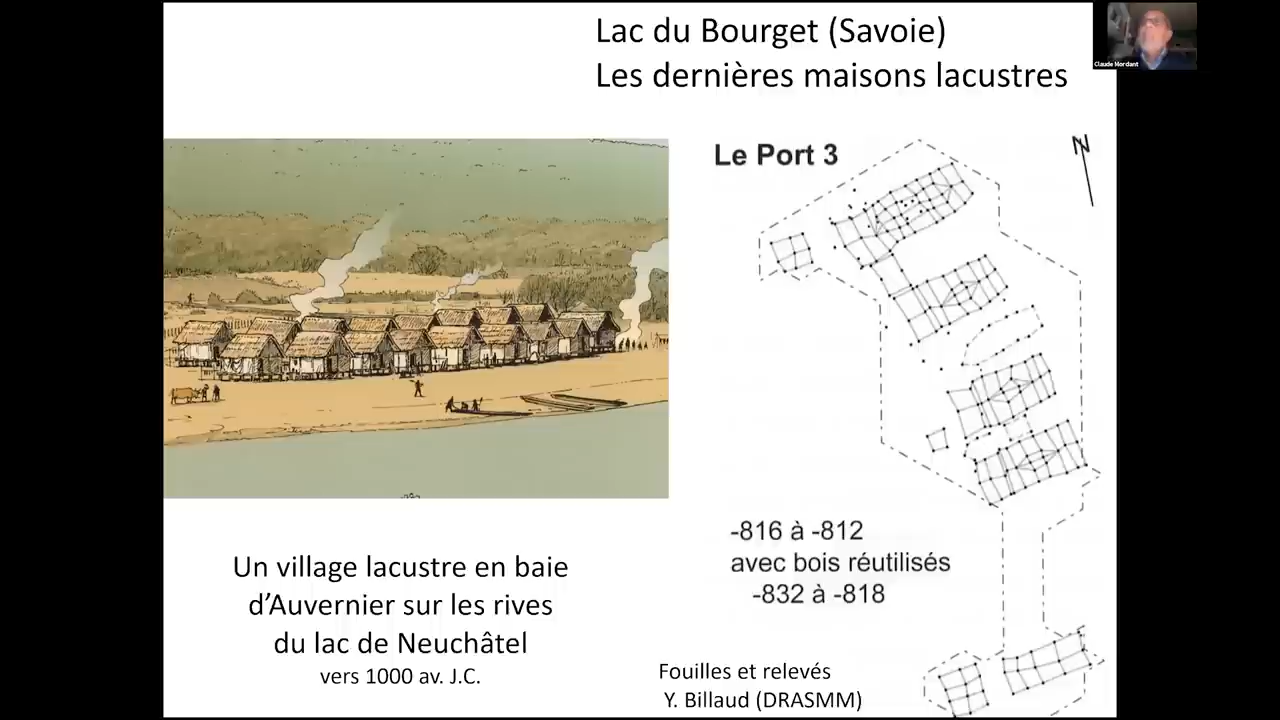 Lac du Bourget (Savoie)
Les dernières maisons lacustres
Claude Mordant
Le Port 3
N
-816 à -812
avec bois réutilisés
-832 à -818
Un village lacustre en baie
d'Auvernier sur les rives
du lac de Neuchâtel
vers 1000 av. J.C.
Fouilles et relevés
Y. Billaud (DRASMM)